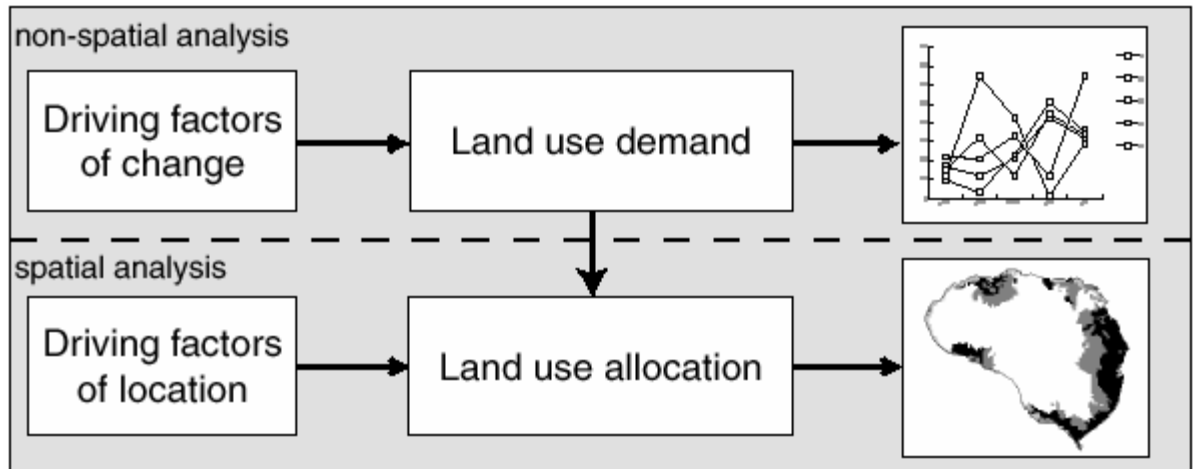 non-spatial analysis
Driving factors
of change
Land use demand
spatial analysis
Driving factors
of location
Land use allocation